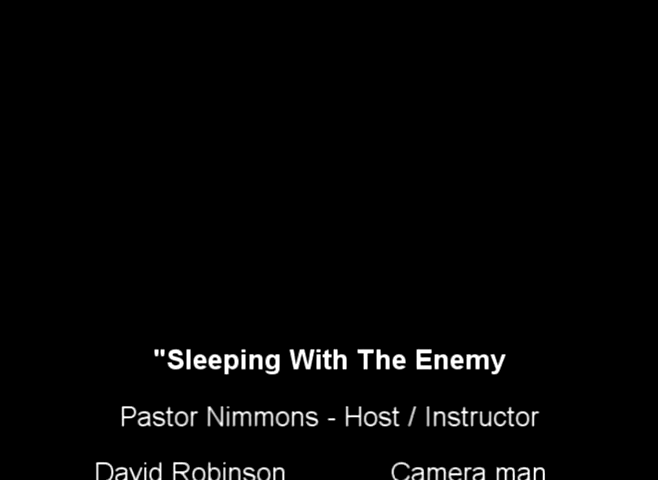 "Sleeping With The Enemy
Pastor Nimmons - Host / Instructor
David Robinson Camera man